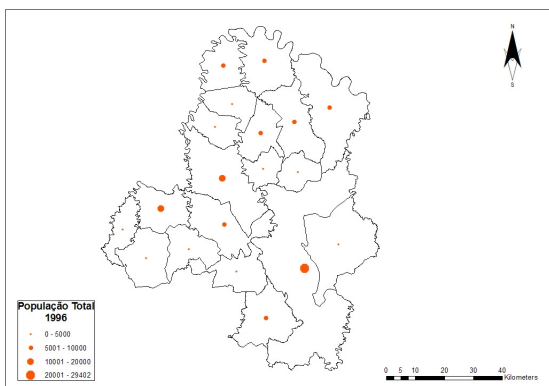 N
S
População Total
1996
0 - 5000
5001 - 10000
10001 - 20000
20001 - 29402
0 5 10 20 30 40
Kilometers